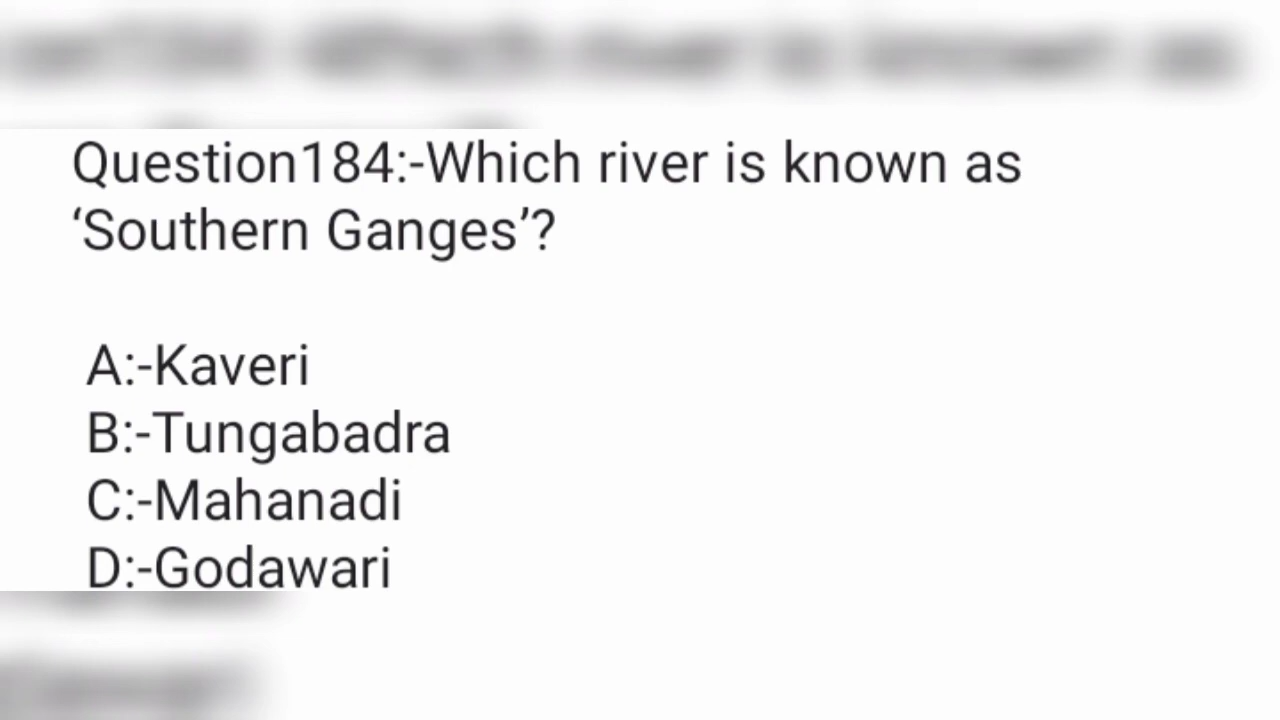 Question184:-Which river is known as
‘Southern Ganges’?
A:-Kaveri
B:-Tungabadra
C:-Mahanadi
D:-Godawari